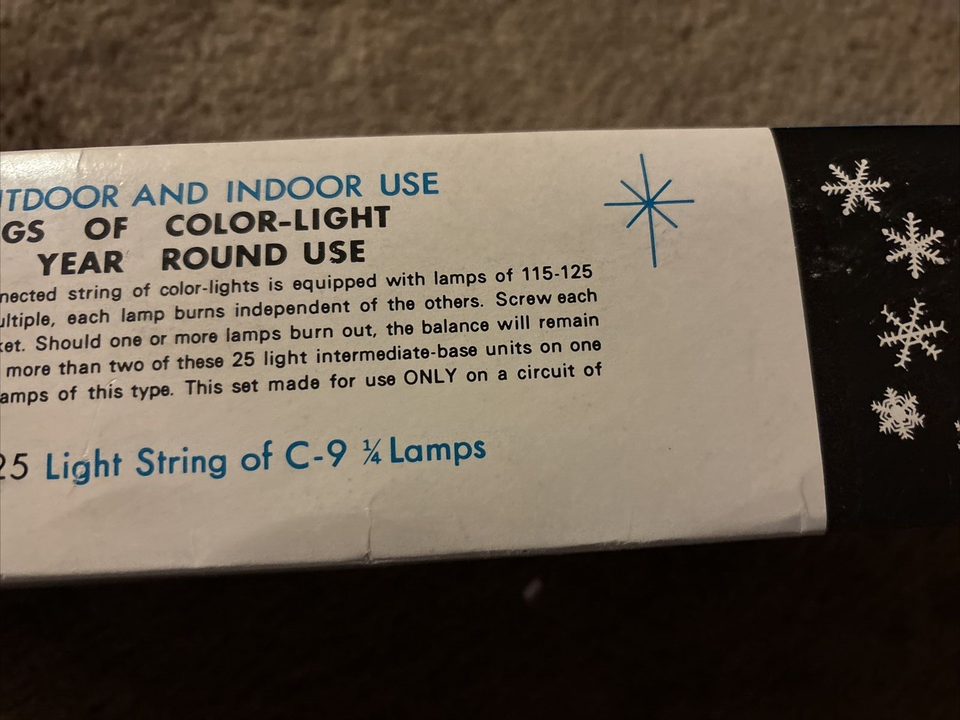 TDOOR AND INDOOR USE
GS OF COLOR-LIGHT
YEAR ROUND USE
nected string of color-lights is equipped with lamps of 115-125
ultiple, each lamp burns independent of the others. Screw each
ket. Should one or more lamps burn out, the balance will remain
more than two of these 25 light intermediate-base units on one
amps of this type. This set made for use ONLY on a circuit of
25 Light String of C-9 ¼ Lamps